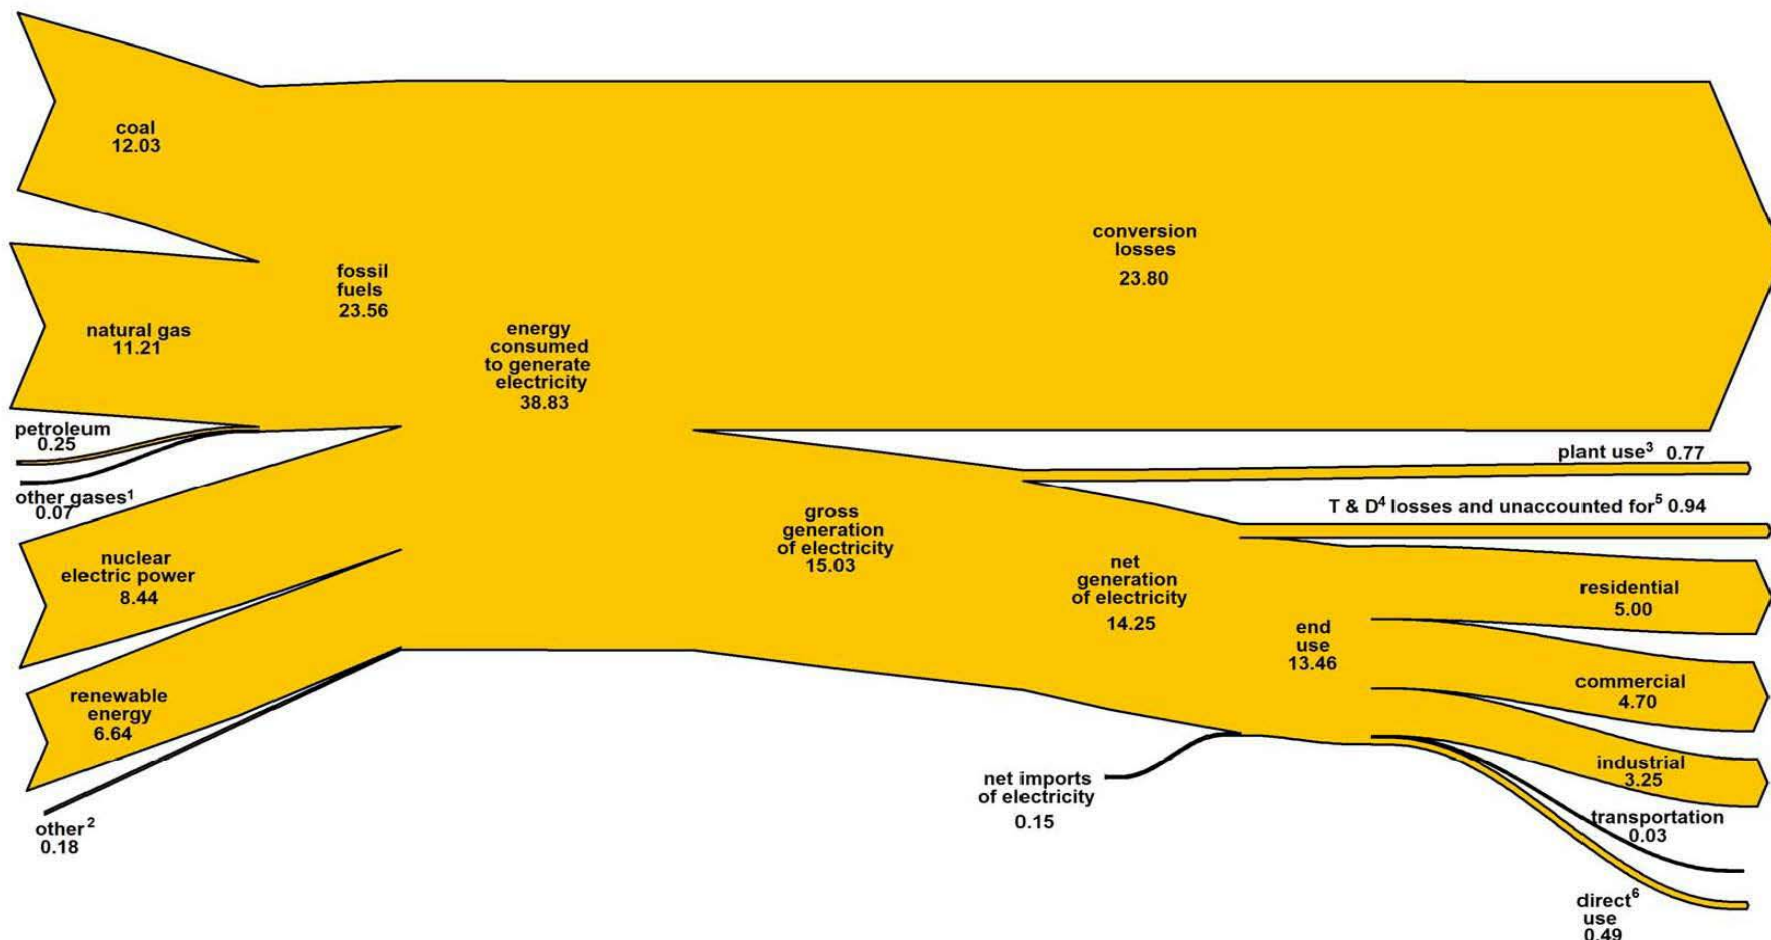 coal
12.03
natural gas
11.21
petroleum
0.25
other gases¹
0.07
nuclear
electric power
8.44
renewable
energy
6.64
other²
0.18
fossil
fuels
23.56
energy
consumed
to generate
electricity
38.83
conversion
losses
23.80
gross
generation
of electricity
15.03
net
generation
of electricity
14.25
net imports
of electricity
0.15
end
use
13.46
plant use³ 0.77
T & D⁴ losses and unaccounted for⁵ 0.94
residential
5.00
commercial
4.70
industrial
3.25
transportation
0.03
direct⁶
use
0.49